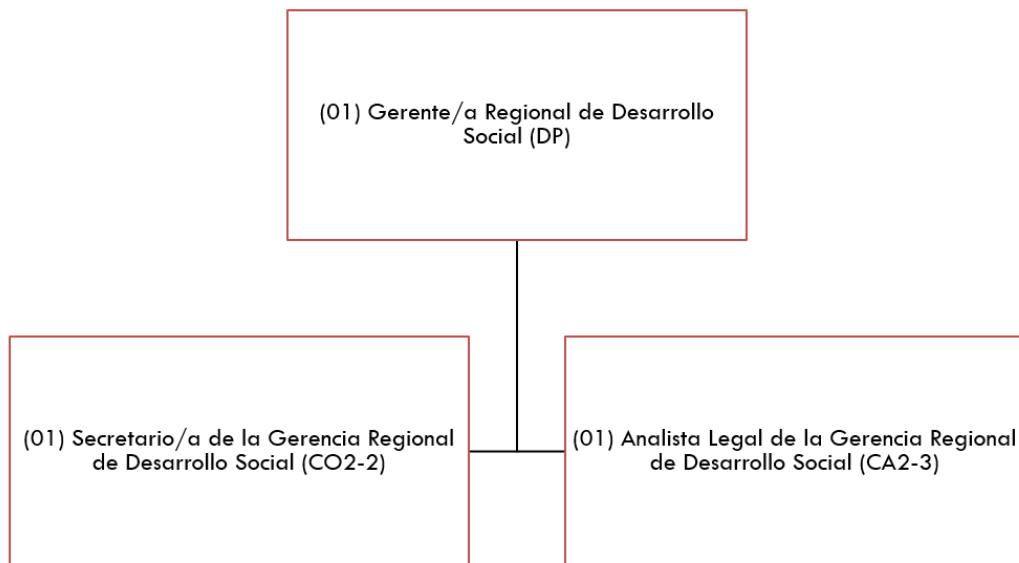 (01) Gerente/a Regional de Desarrollo
Social (DP)
(01) Secretario/a de la Gerencia Regional
de Desarrollo Social (CO2-2)
(01) Analista Legal de la Gerencia Regional
de Desarrollo Social (CA2-3)